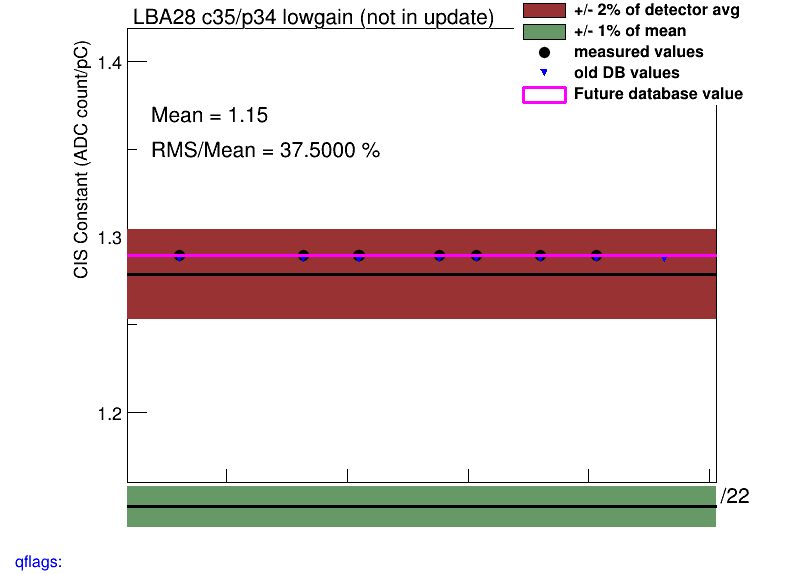 LBA28 c35/p34 lowgain (not in update)
+/- 2% of detector avg
+/- 1% of mean
measured values
old DB values
Future database value
CIS Constant (ADC count/pC)
1.4
Mean = 1.15
RMS/Mean = 37.5000 %
1.3
1.2
/22
qflags: